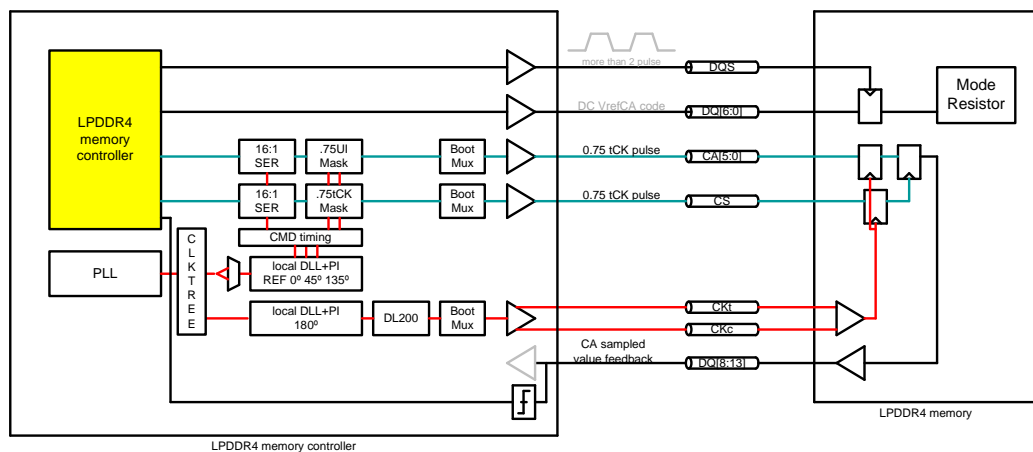 more than 2 pulse
DQS
Mode
Resistor
LPDDR4
memory
controller
DC VrefCA code
DQ[6:0]
16:1
SER
.75UI
Mask
Boot
Mux
0.75 tCK pulse
CA[5:0]
16:1
SER
.75tCK
Mask
Boot
Mux
0.75 tCK pulse
CS
CMD timing
CLKTREE
PLL
local DLL+PI
REF 0º 45º 135º
local DLL+PI
180º
DL200
Boot
Mux
CKt
CKc
CA sampled
value feedback
DQ[8:13]
LPDDR4 memory
LPDDR4 memory controller